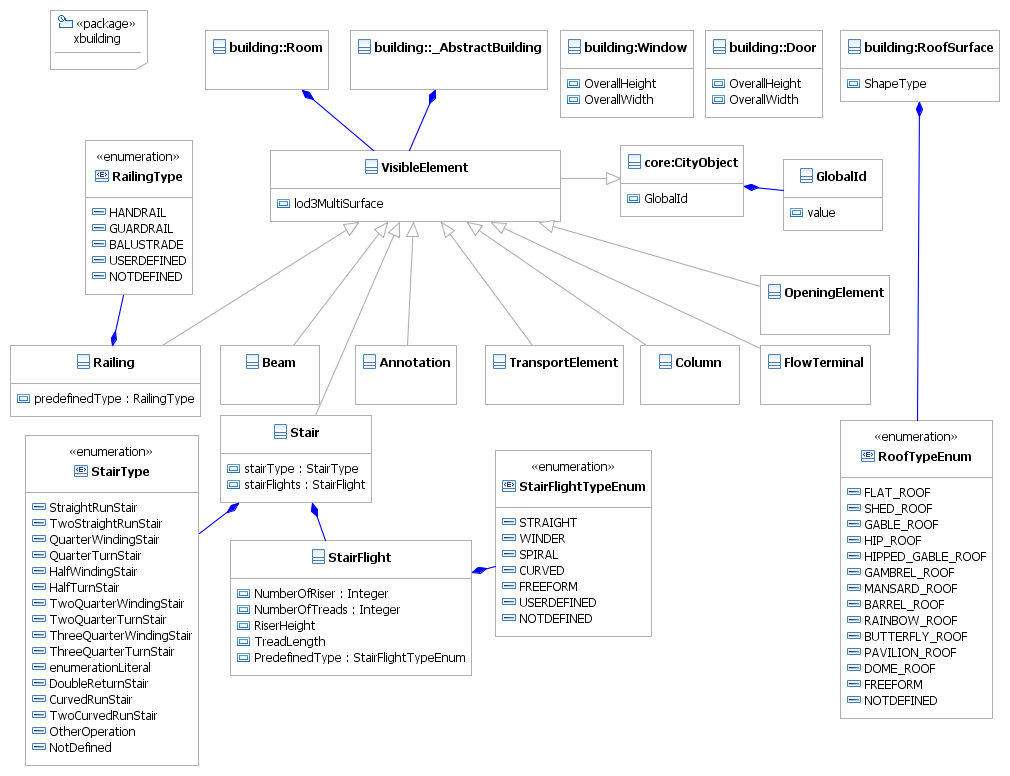 «package»
xbuilding
building::Room
building::_AbstractBuilding
building:Window
OverallHeight
OverallWidth
building::Door
OverallHeight
OverallWidth
building:RoofSurface
ShapeType
«enumeration»
RailingType
HANDRAIL
GUARDRAIL
BALUSTRADE
USERDEFINED
NOTDEFINED
VisibleElement
lod3MultiSurface
core:CityObject
GlobalId
GlobalId
value
OpeningElement
Railing
predefinedType : RailingType
Beam
Annotation
TransportElement
Column
FlowTerminal
«enumeration»
StairType
StraightRunStair
TwoStraightRunStair
QuarterWindingStair
QuarterTurnStair
HalfWindingStair
HalfTurnStair
TwoQuarterWindingStair
TwoQuarterTurnStair
ThreeQuarterWindingStair
ThreeQuarterTurnStair
enumerationLiteral
DoubleReturnStair
CurvedRunStair
TwoCurvedRunStair
OtherOperation
NotDefined
Stair
stairType : StairType
stairFlights : StairFlight
StairFlight
NumberOfRiser : Integer
NumberOfTreads : Integer
RiserHeight
TreadLength
PredefinedType : StairFlightTypeEnum
«enumeration»
StairFlightTypeEnum
STRAIGHT
WINDER
SPIRAL
CURVED
FREEFORM
USERDEFINED
NOTDEFINED
«enumeration»
RoofTypeEnum
FLAT_ROOF
SHED_ROOF
GABLE_ROOF
HIP_ROOF
HIPPED_GABLE_ROOF
GAMBREL_ROOF
MANSARD_ROOF
BARREL_ROOF
RAINBOW_ROOF
BUTTERFLY_ROOF
PAVILION_ROOF
DOME_ROOF
FREEFORM
NOTDEFINED